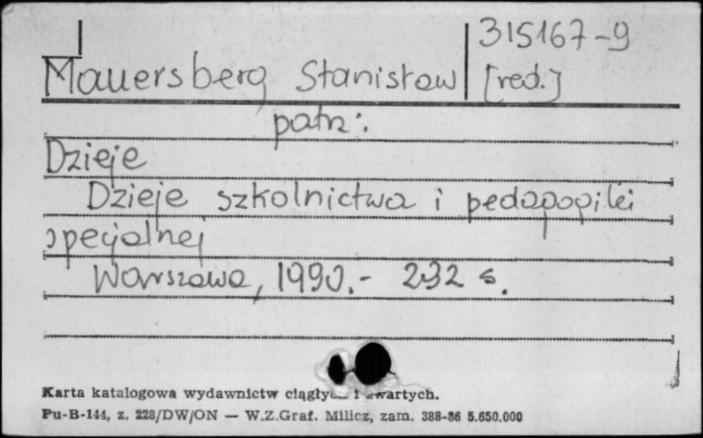 315167-9
Mauersberg Stanisław [red.]
patrz:
Dzieje
Dzieje szkolnictwa i pedagogiki
specjalnej
Warszawa, 1990.- 292 s.
Karta katalogowa wydawnictw ciągłych i zwartych.
Pu-B-144, z. 228/DW/ON — W.Z.Graf. Milicz, zam. 388-86 5.650.000